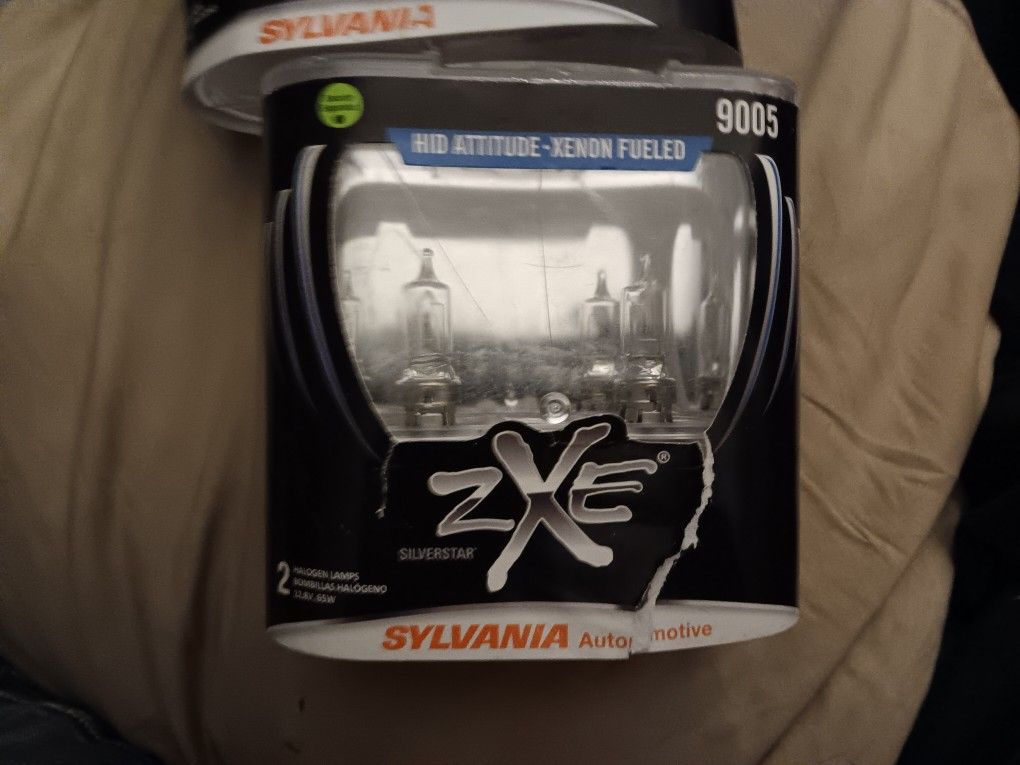 SYLVANIA
9005
HID ATTITUDE-XENON FUELED
ZXE®
SILVERSTAR
2 HALOGEN LAMPS
BOMBILLAS HALÓGENO
12.8V, 65W
SYLVANIA Automotive